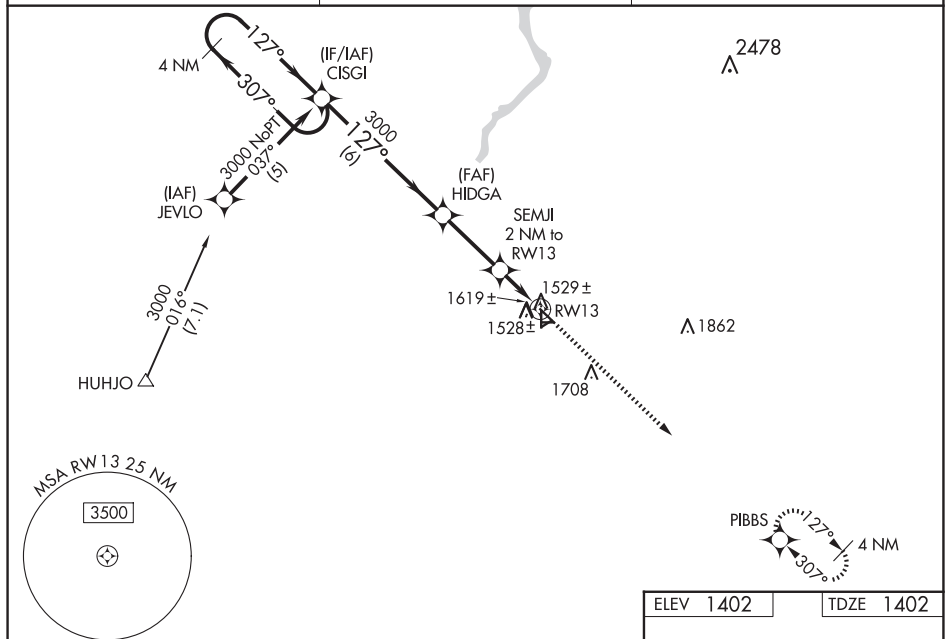 127°
4 NM
307°
(IF/IAF)
CISGI
2478
3000 NoPT
037°
(5)
3000
127°
(6)
(IAF)
JEVLO
(FAF)
HIDGA
SEMJI
2 NM to
RW13
3000
016°
(7.1)
1619±
1529±
RW13
1528±
1862
HUHJO
1708
MSA RW13 25 NM
3500
PIBBS
127°
4 NM
307°
ELEV 1402
TDZE 1402